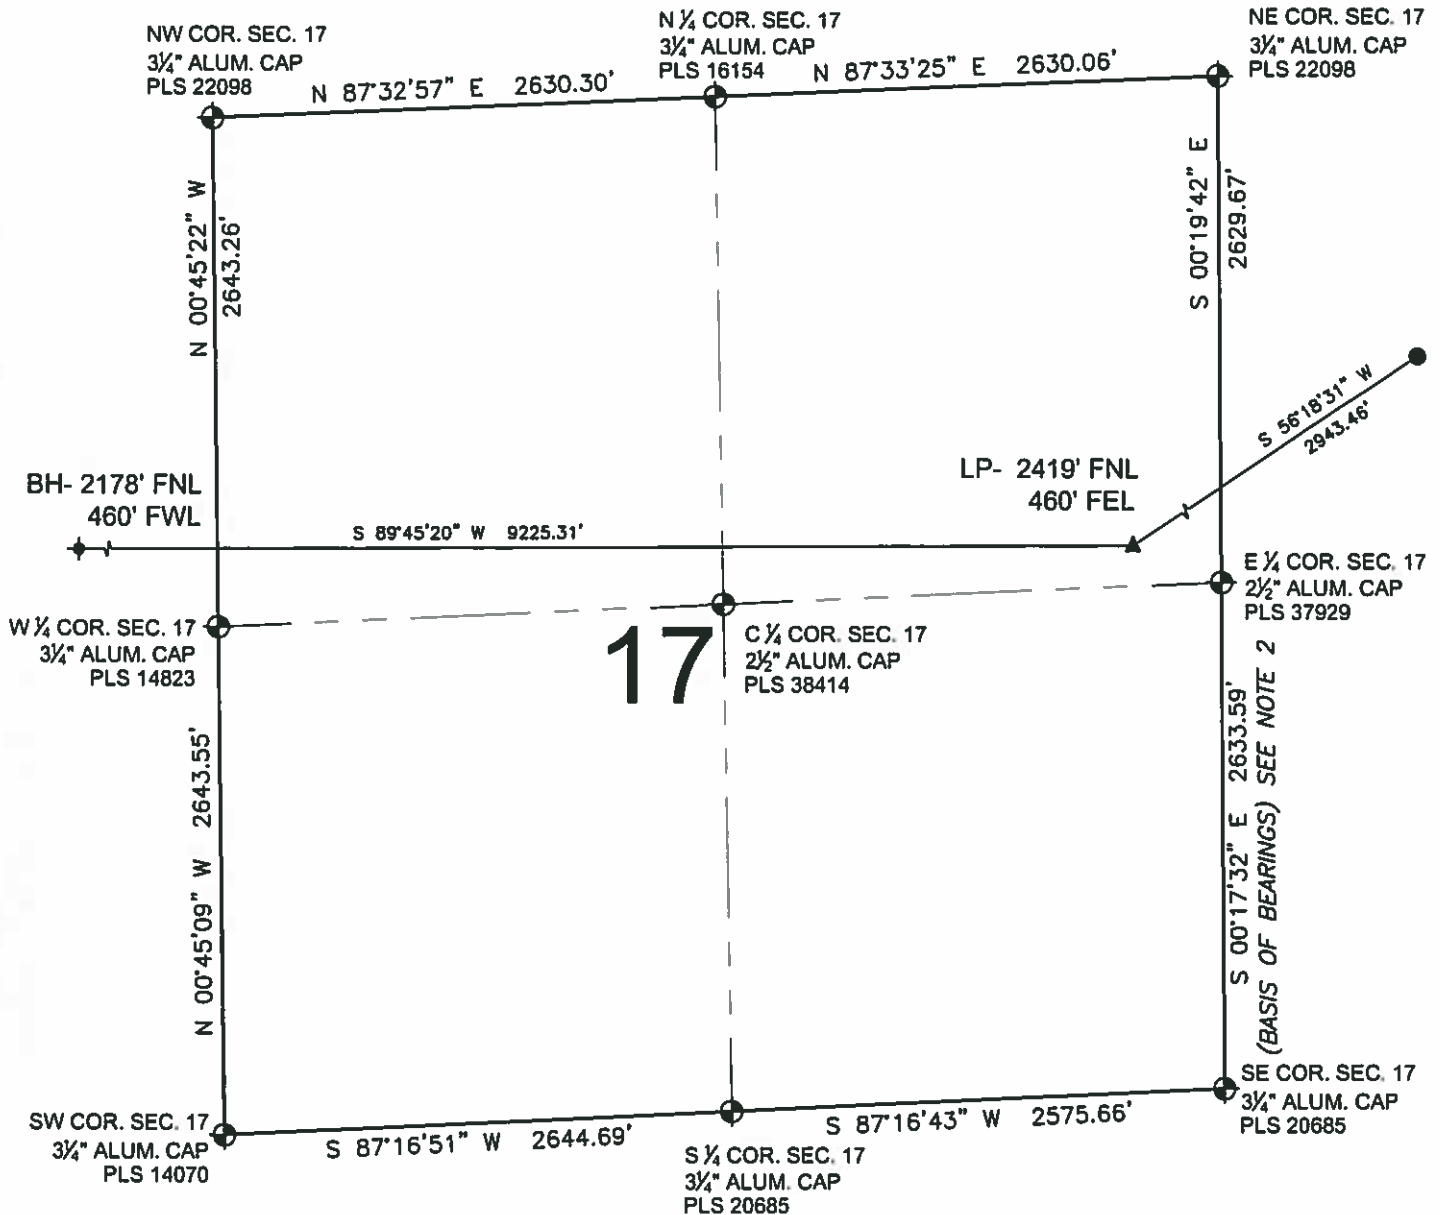 NW COR. SEC. 17
3¼" ALUM. CAP
PLS 22098
N ¼ COR. SEC. 17
3¼" ALUM. CAP
PLS 16154
NE COR. SEC. 17
3¼" ALUM. CAP
PLS 22098
N 87°32'57" E 2630.30'
N 87°33'25" E 2630.06'
N 00°45'22" W
2643.26'
S 00°19'42" E
2629.67'
S 56°18'31" W
2943.46'
BH- 2178' FNL
460' FWL
LP- 2419' FNL
460' FEL
S 89°45'20" W 9225.31'
W ¼ COR. SEC. 17
3¼" ALUM. CAP
PLS 14823
17
C ¼ COR. SEC. 17
2½" ALUM. CAP
PLS 38414
E ¼ COR. SEC. 17
2½" ALUM. CAP
PLS 37929
N 00°45'09" W 2643.55'
S 00°17'32" E 2633.59'
(BASIS OF BEARINGS) SEE NOTE 2
SW COR. SEC. 17
3¼" ALUM. CAP
PLS 14070
S 87°16'51" W 2644.69'
S ¼ COR. SEC. 17
3¼" ALUM. CAP
PLS 20685
S 87°16'43" W 2575.66'
SE COR. SEC. 17
3¼" ALUM. CAP
PLS 20685